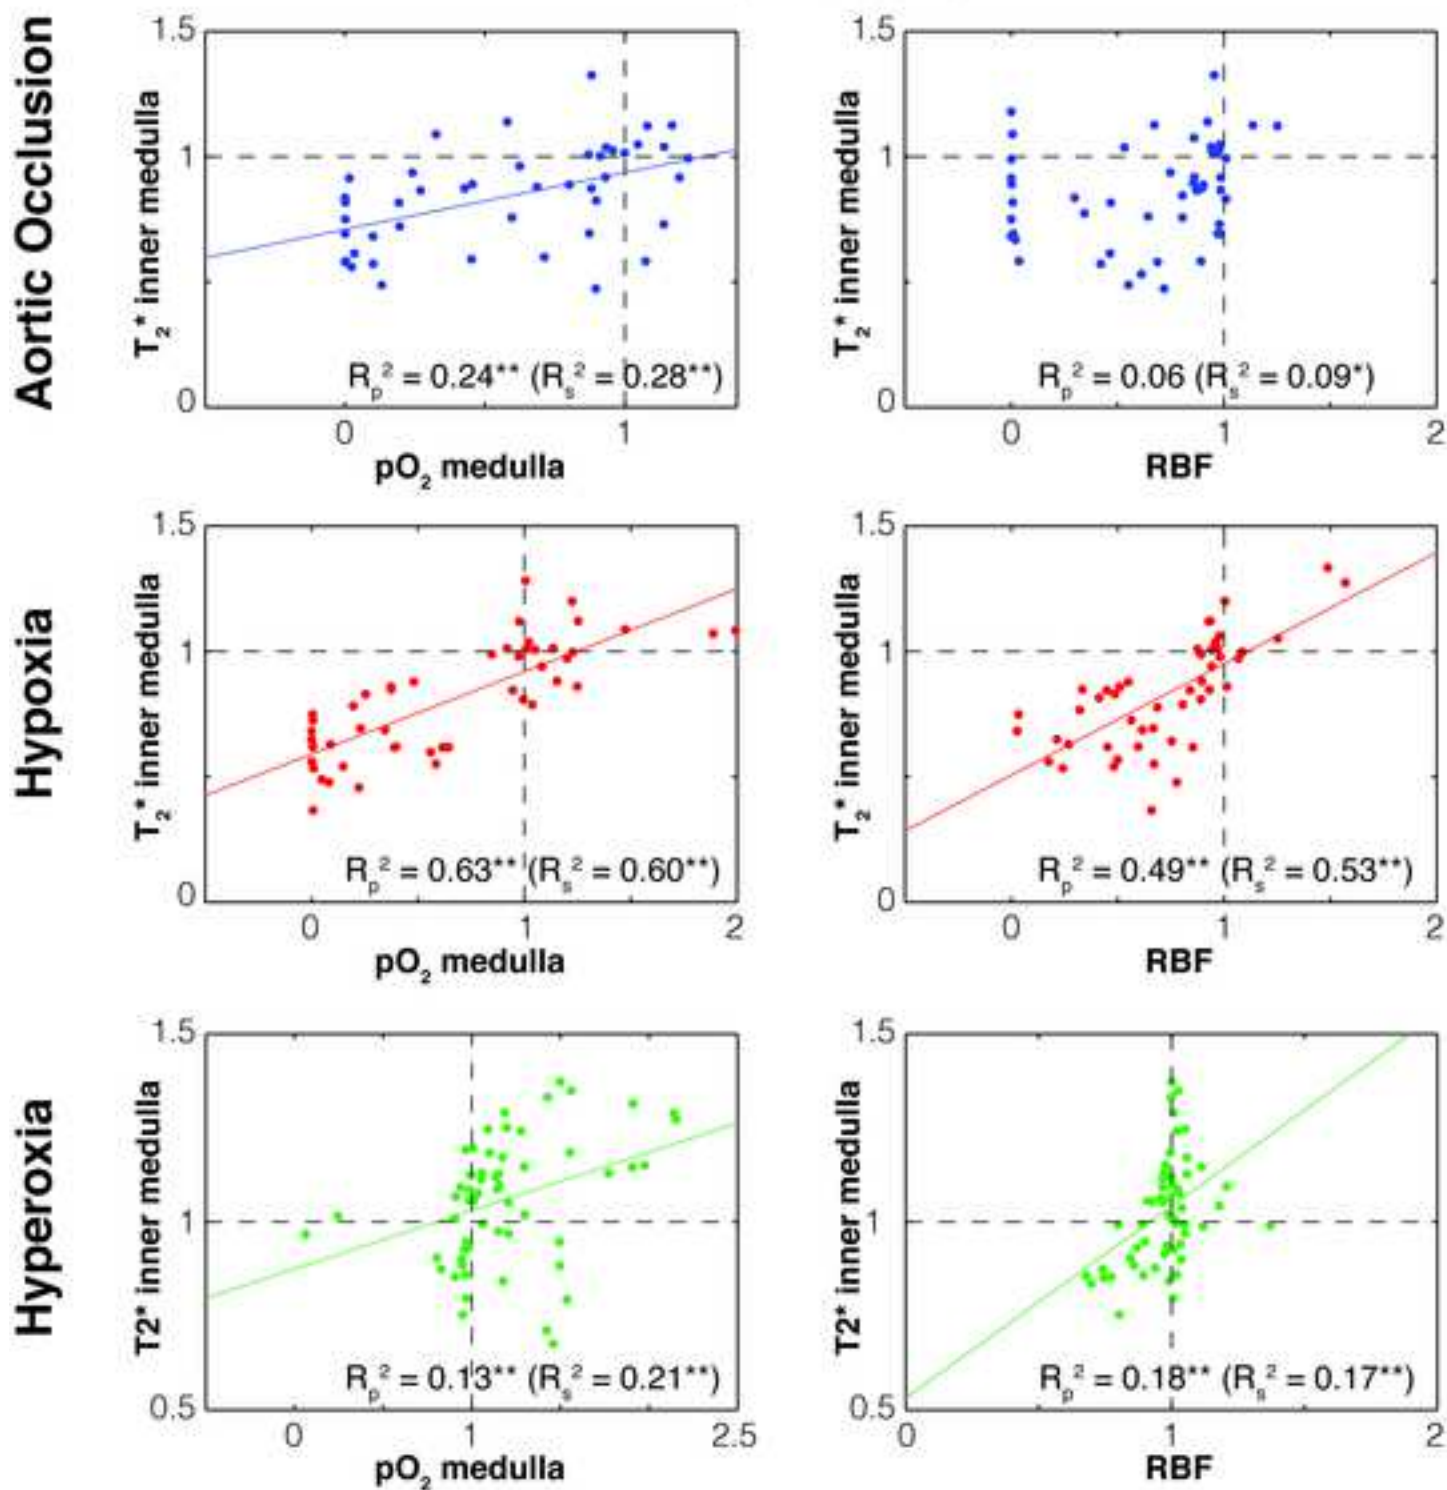 Aortic Occlusion
1.5
1
0
T₂* inner medulla
Rₚ² = 0.24** (Rₛ² = 0.28**)
0 1
pO₂ medulla
1.5
1
0
T₂* inner medulla
Rₚ² = 0.06 (Rₛ² = 0.09*)
0 1 2
RBF
Hypoxia
1.5
1
0
T₂* inner medulla
Rₚ² = 0.63** (Rₛ² = 0.60**)
0 1 2
pO₂ medulla
1.5
1
0
T₂* inner medulla
Rₚ² = 0.49** (Rₛ² = 0.53**)
0 1 2
RBF
Hyperoxia
1.5
1
0.5
T2* inner medulla
Rₚ² = 0.13** (Rₛ² = 0.21**)
0 1 2.5
pO₂ medulla
1.5
1
0.5
T2* inner medulla
Rₚ² = 0.18** (Rₛ² = 0.17**)
0 1 2
RBF